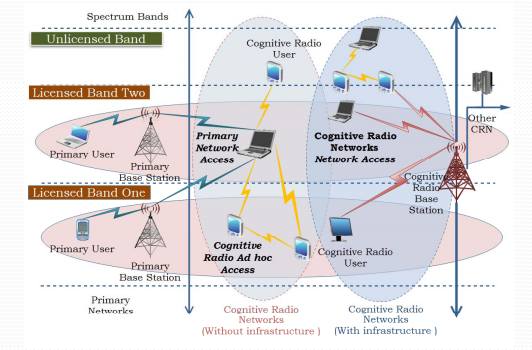 Spectrum Bands
Unlicensed Band
Cognitive Radio
User
Licensed Band Two
Other
CRN
Primary
Network
Access
Cognitive Radio
Networks
Network Access
Primary User
Primary
Base Station
Cognitive
Radio
Base
Station
Licensed Band One
Primary User
Primary
Base Station
Cognitive
Radio Ad hoc
Access
Cognitive Radio
User
Primary
Networks
Cognitive Radio
Networks
(Without infrastructure )
Cognitive Radio
Networks
(With infrastructure )